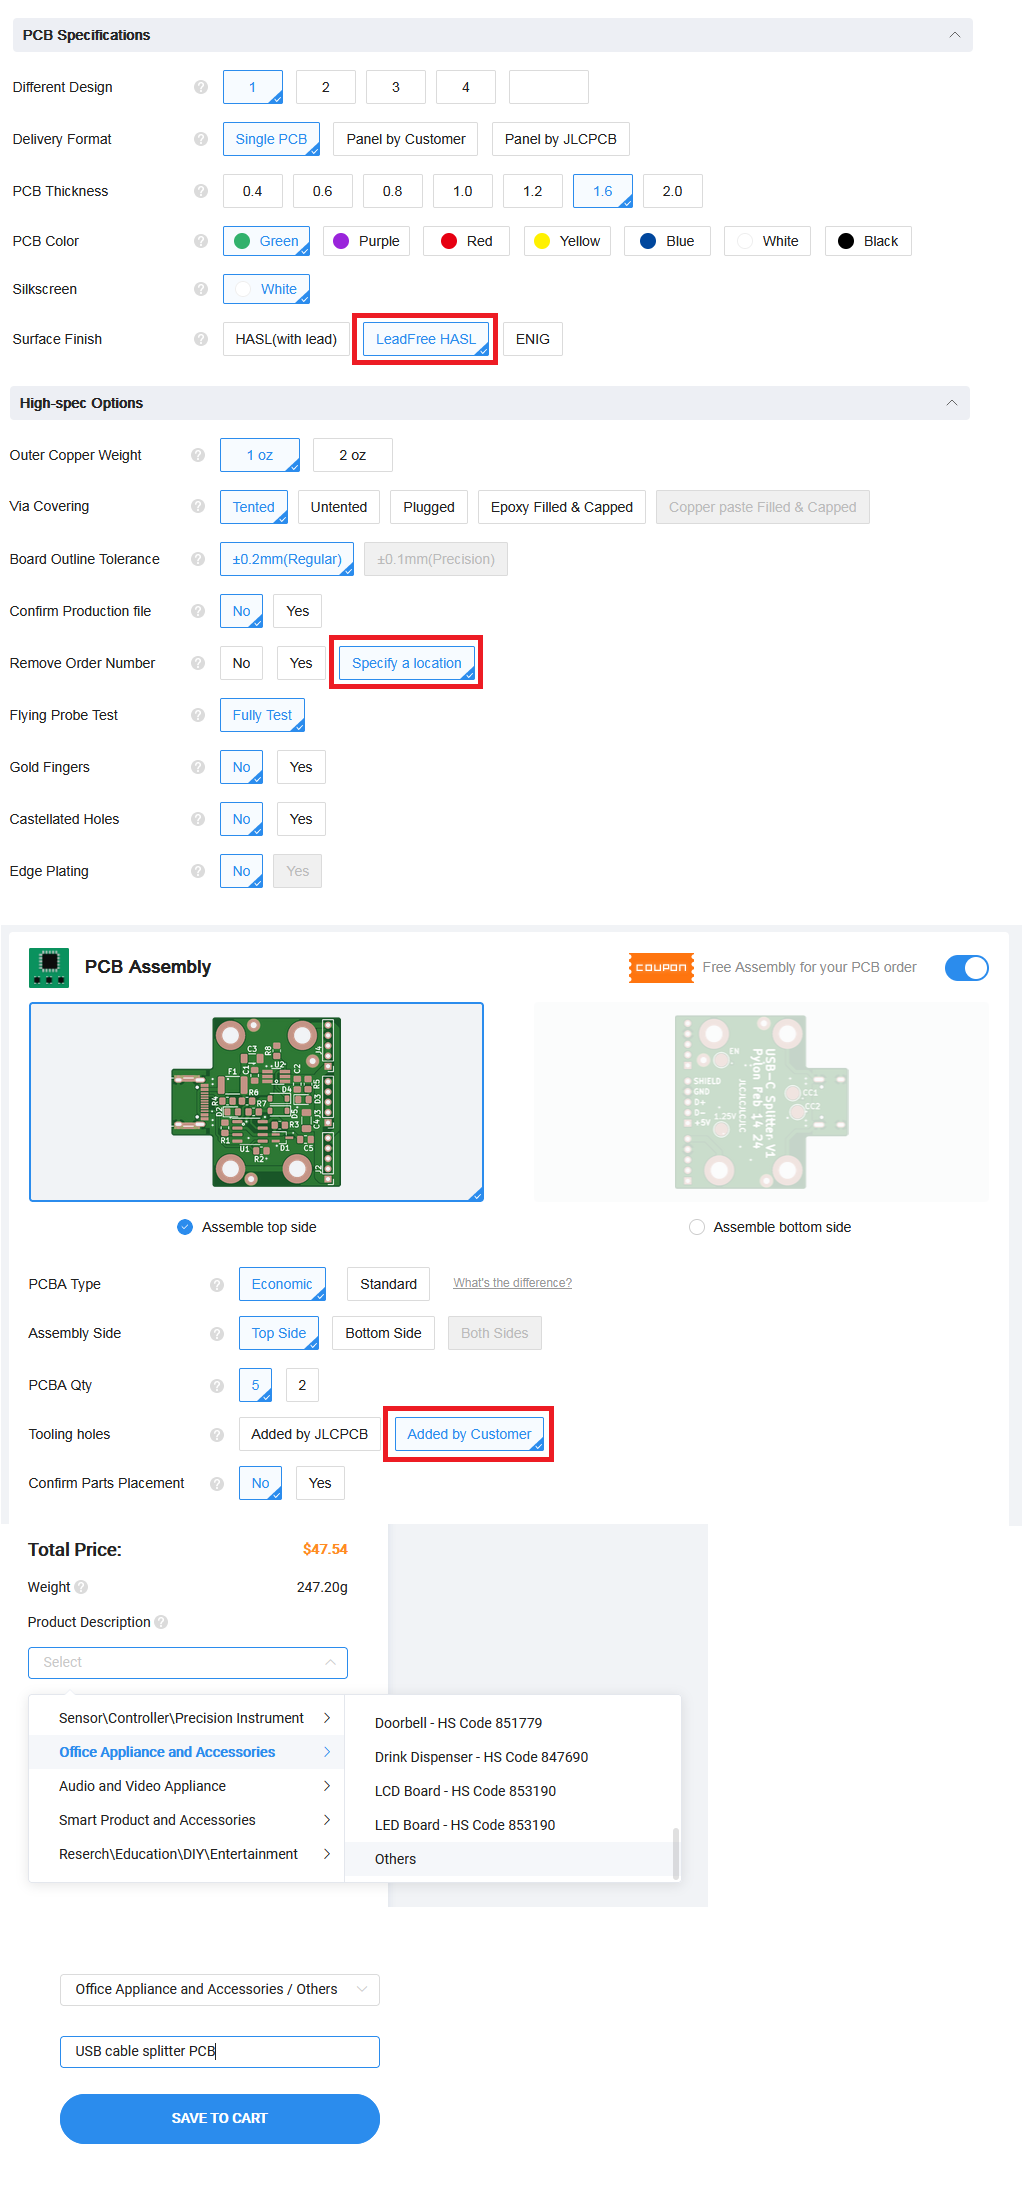 PCB Specifications
Different Design ? 1 2 3 4
Delivery Format ? Single PCB Panel by Customer Panel by JLCPCB
PCB Thickness ? 0.4 0.6 0.8 1.0 1.2 1.6 2.0
PCB Color ? Green Purple Red Yellow Blue White Black
Silkscreen ? White
Surface Finish ? HASL(with lead) LeadFree HASL ENIG
High-spec Options
Outer Copper Weight ? 1 oz 2 oz
Via Covering ? Tented Untented Plugged Epoxy Filled & Capped Copper paste Filled & Capped
Board Outline Tolerance ? ±0.2mm(Regular) ±0.1mm(Precision)
Confirm Production file ? No Yes
Remove Order Number ? No Yes Specify a location
Flying Probe Test ? Fully Test
Gold Fingers ? No Yes
Castellated Holes ? No Yes
Edge Plating ? No Yes
PCB Assembly COUPON Free Assembly for your PCB order
C3 R8 J4
C1 U2 C2
F1 R5
R6 D4 D3
R4 R7
D2 D5 J3
R3 C4
R1 D1 C5
U1
R2 J2
EN
SHIELD
GND
D+
D-
+5V
1.25V
CC1
CC2
USB-C Splitter V1
Pylon Feb 14 24
JLCJLCJLCJLC
Assemble top side Assemble bottom side
PCBA Type ? Economic Standard What's the difference?
Assembly Side ? Top Side Bottom Side Both Sides
PCBA Qty ? 5 2
Tooling holes ? Added by JLCPCB Added by Customer
Confirm Parts Placement ? No Yes
Total Price: $47.54
Weight ? 247.20g
Product Description ?
Select
Sensor\Controller\Precision Instrument
Office Appliance and Accessories
Audio and Video Appliance
Smart Product and Accessories
Reserch\Education\DIY\Entertainment
Doorbell - HS Code 851779
Drink Dispenser - HS Code 847690
LCD Board - HS Code 853190
LED Board - HS Code 853190
Others
Office Appliance and Accessories / Others
USB cable splitter PCB
SAVE TO CART